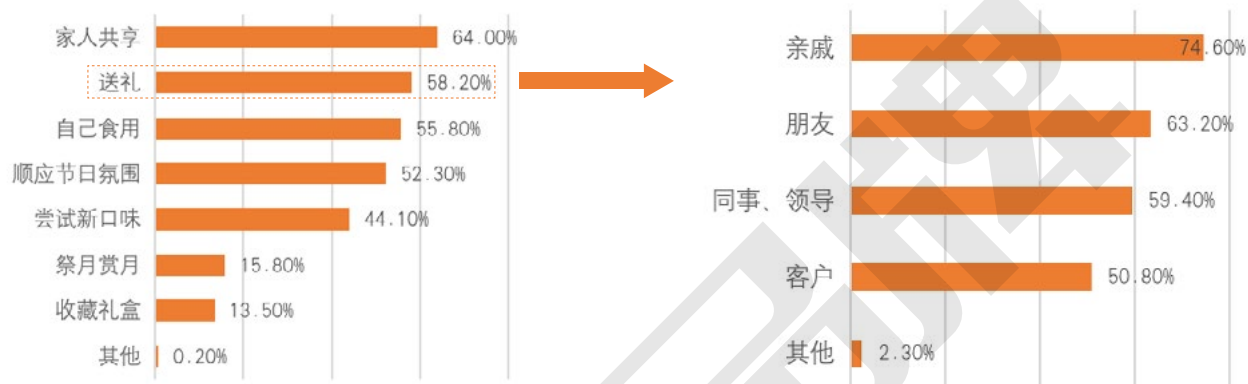 家人共享 64.00%
送礼 58.20%
自己食用 55.80%
顺应节日氛围 52.30%
尝试新口味 44.10%
祭月赏月 15.80%
收藏礼盒 13.50%
其他 0.20%
亲戚 74.60%
朋友 63.20%
同事、领导 59.40%
客户 50.80%
其他 2.30%